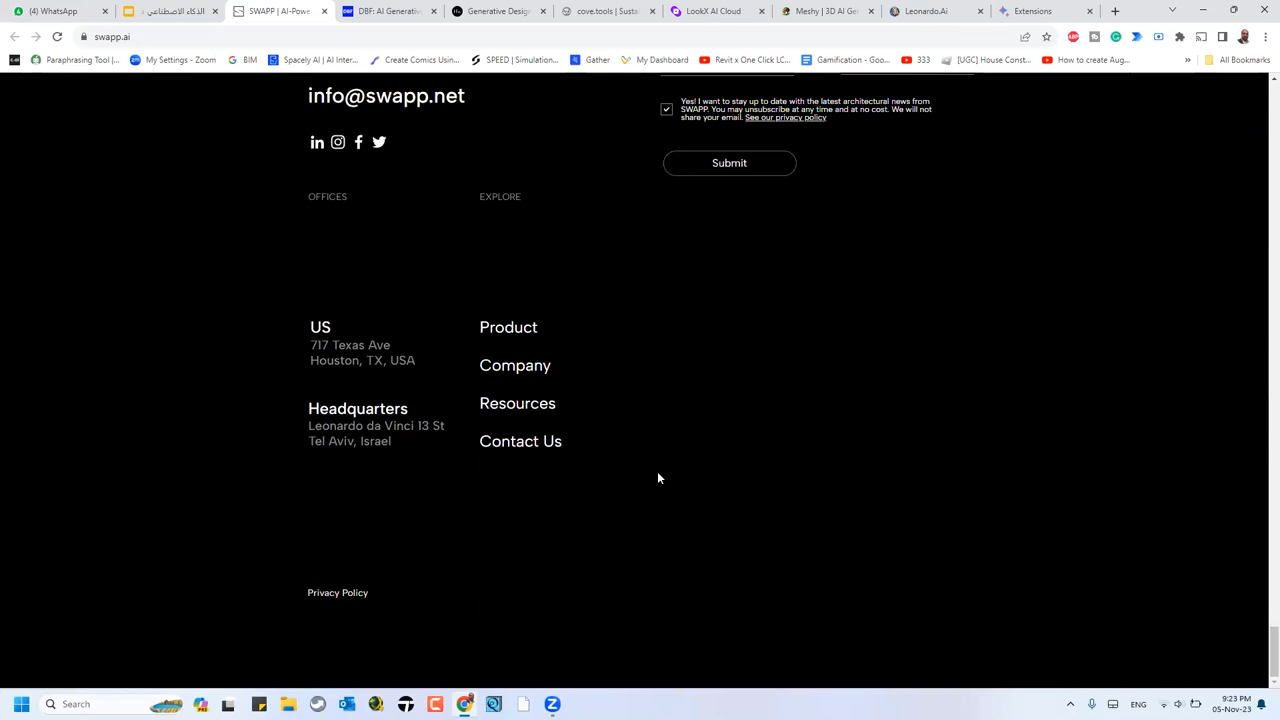 (4) WhatsApp
الذكاء الاصطناعي
SWAPP | AI-Powe
DBF: AI Generative
Generative Desig
cove.tools | Susta
LookX AI Cloud
Meshy | 3D AI Ge
Leonardo.Ai
Extensions
swapp.ai
Paraphrasing Tool...
My Settings - Zoom
BIM
Spacely AI | AI Inter...
Create Comics Usin...
SPEED | Simulation...
Gather
My Dashboard
Revit x One Click LC...
Gamification - Goo...
333
[UGC] House Const...
How to create Aug...
»
All Bookmarks
info@swapp.net
Yes! I want to stay up to date with the latest architectural news from
SWAPP. You may unsubscribe at any time and at no cost. We will not
share your email. See our privacy policy
Submit
OFFICES
EXPLORE
US
717 Texas Ave
Houston, TX, USA
Headquarters
Leonardo da Vinci 13 St
Tel Aviv, Israel
Product
Company
Resources
Contact Us
Privacy Policy
Search
ENG
9:23 PM
05-Nov-23